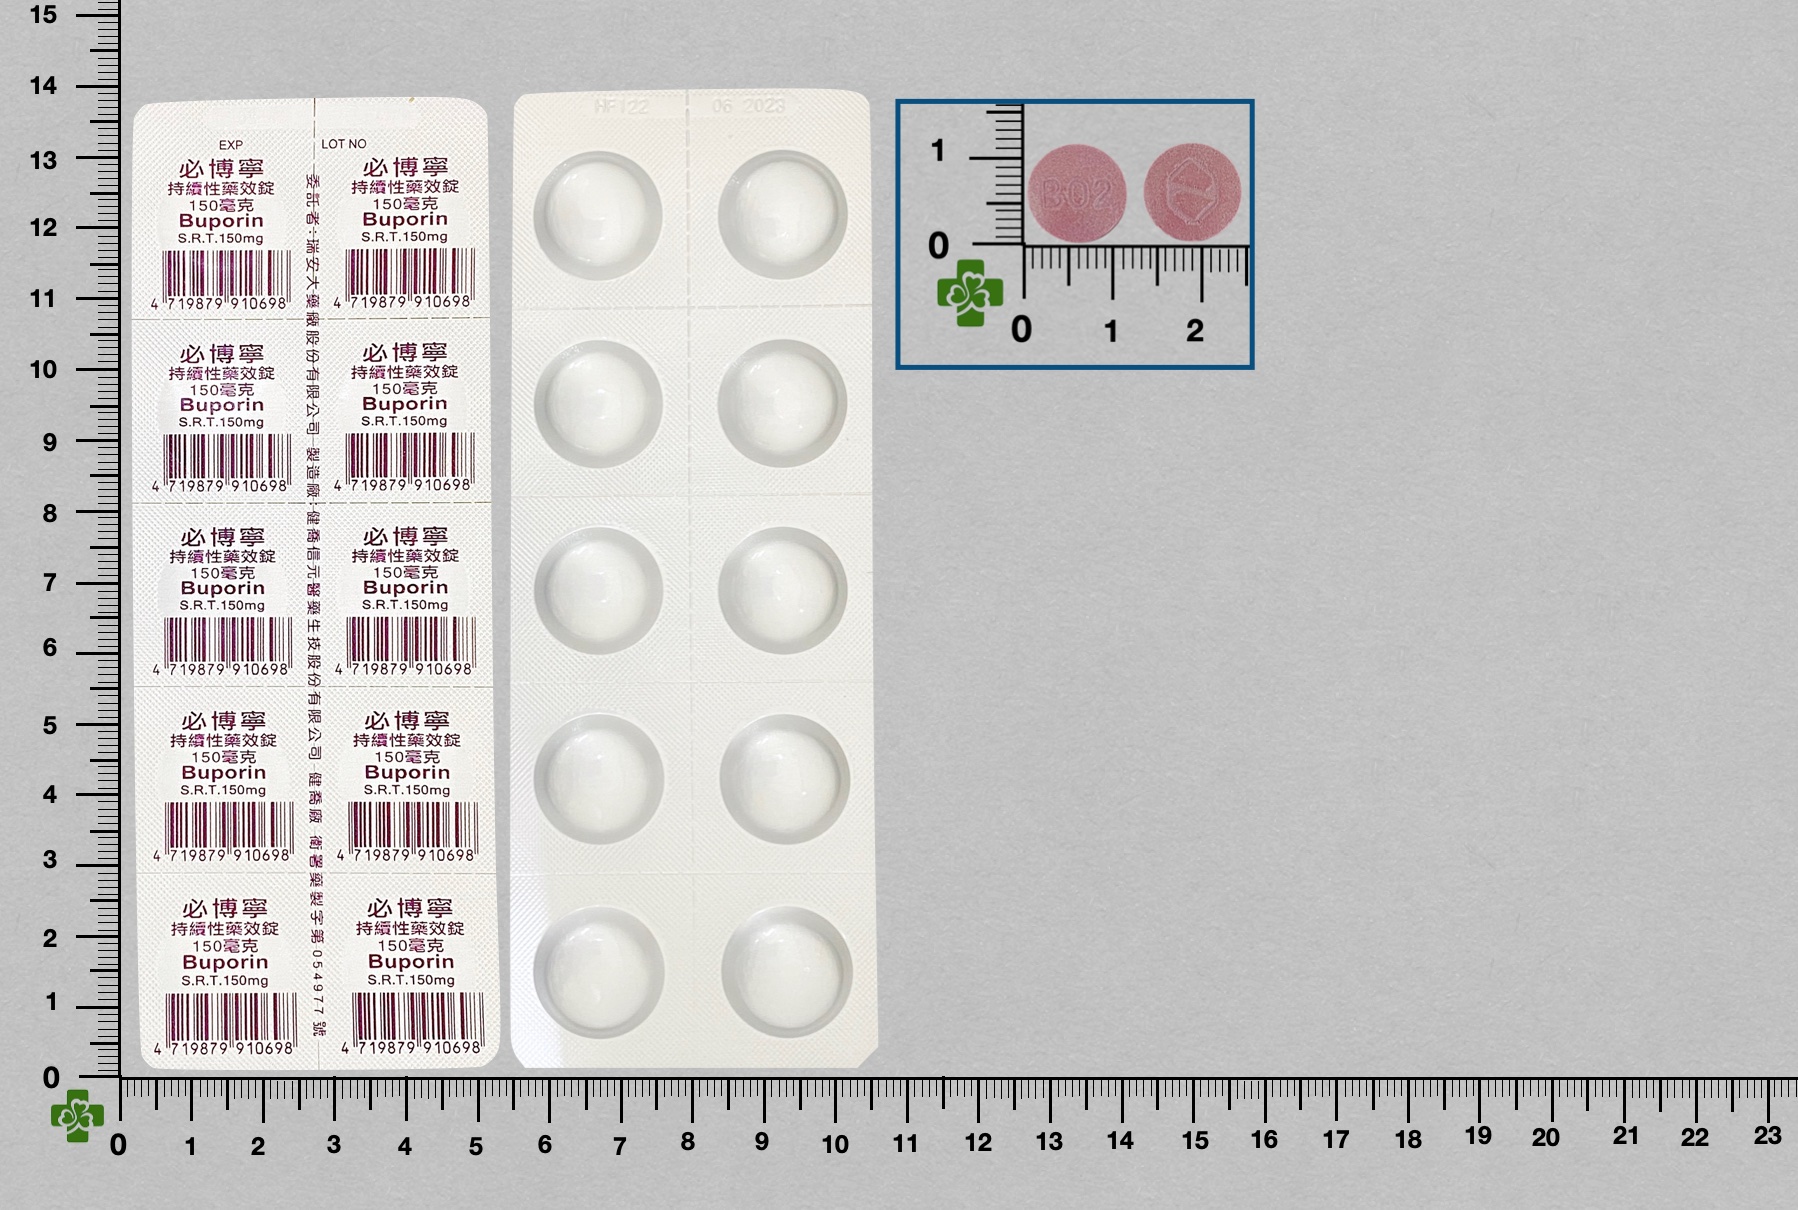 15
14
13
12
11
10
9
8
7
6
5
4
3
2
1
0
EXP
LOT NO
必博寧
持續性藥效錠
150毫克
Buporin
S.R.T.150mg
4 719879 910698
必博寧
持續性藥效錠
150毫克
Buporin
S.R.T.150mg
4 719879 910698
必博寧
持續性藥效錠
150毫克
Buporin
S.R.T.150mg
4 719879 910698
必博寧
持續性藥效錠
150毫克
Buporin
S.R.T.150mg
4 719879 910698
必博寧
持續性藥效錠
150毫克
Buporin
S.R.T.150mg
4 719879 910698
必博寧
持續性藥效錠
150毫克
Buporin
S.R.T.150mg
4 719879 910698
必博寧
持續性藥效錠
150毫克
Buporin
S.R.T.150mg
4 719879 910698
必博寧
持續性藥效錠
150毫克
Buporin
S.R.T.150mg
4 719879 910698
必博寧
持續性藥效錠
150毫克
Buporin
S.R.T.150mg
4 719879 910698
必博寧
持續性藥效錠
150毫克
Buporin
S.R.T.150mg
4 719879 910698
委託者:瑞安大藥廠股份有限公司 製造廠:健喬信元醫藥生技股份有限公司 健喬廠 衛署藥製字第054977號
06 2023
1
0
B02
0 1 2
0 1 2 3 4 5 6 7 8 9 10 11 12 13 14 15 16 17 18 19 20 21 22 23